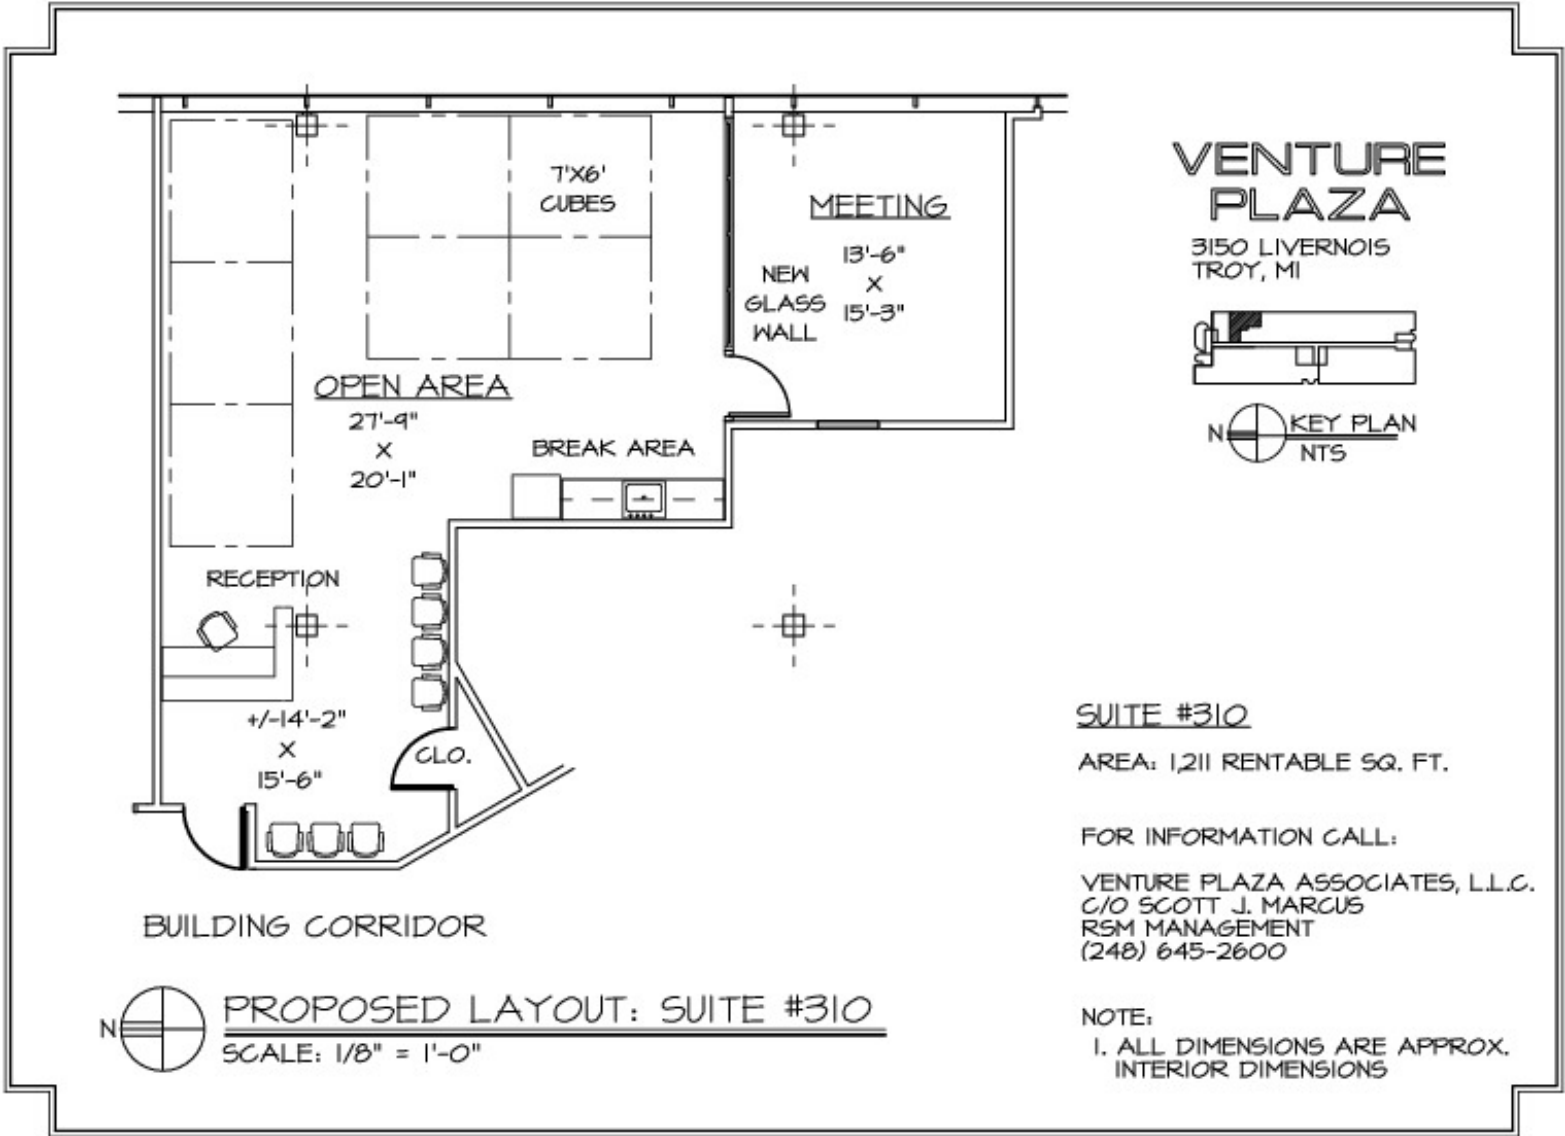 7'X6'
CUBES
MEETING
13'-6"
X
15'-3"
NEW
GLASS
WALL
OPEN AREA
27'-9"
X
20'-1"
BREAK AREA
RECEPTION
+/-14'-2"
X
15'-6"
CLO.
BUILDING CORRIDOR
N
PROPOSED LAYOUT: SUITE #310
SCALE: 1/8" = 1'-0"
VENTURE
PLAZA
3150 LIVERNOIS
TROY, MI
N
KEY PLAN
NTS
SUITE #310
AREA: 1,211 RENTABLE SQ. FT.
FOR INFORMATION CALL:
VENTURE PLAZA ASSOCIATES, L.L.C.
C/O SCOTT J. MARCUS
RSM MANAGEMENT
(248) 645-2600
NOTE:
1. ALL DIMENSIONS ARE APPROX.
INTERIOR DIMENSIONS